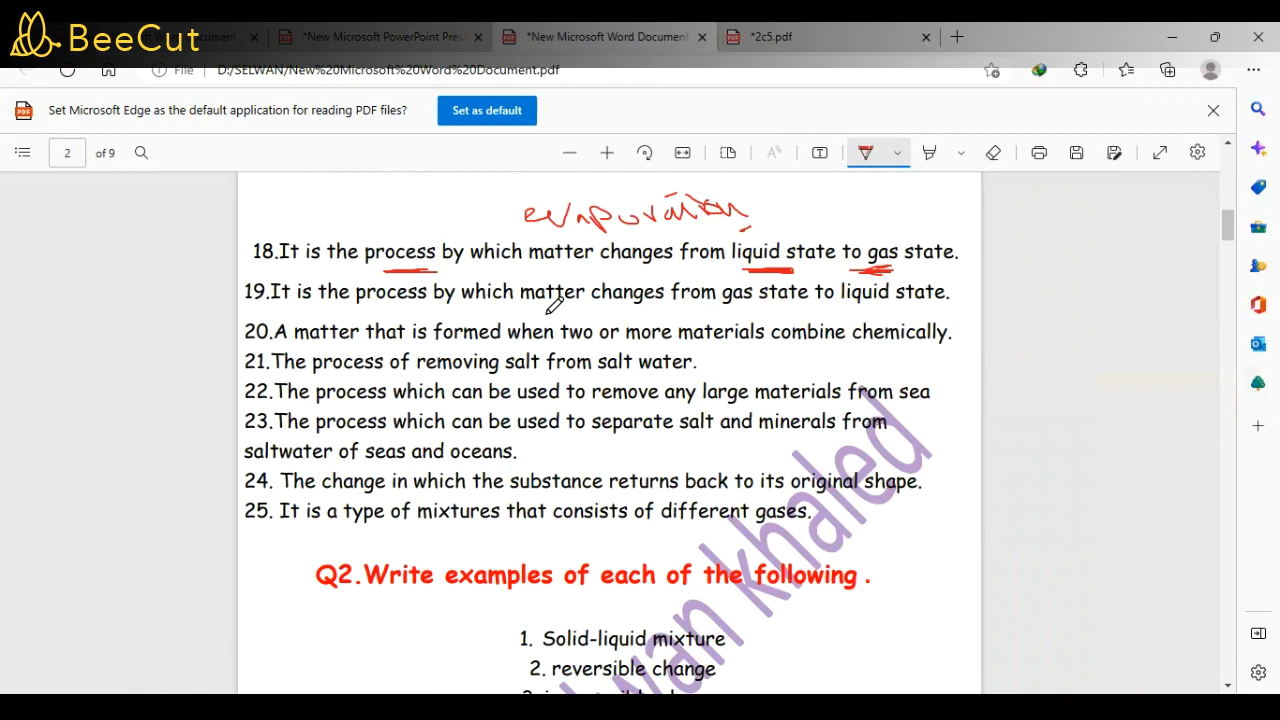 BeeCut
*New Microsoft PowerPoint Pres
*New Microsoft Word Document
*2c5.pdf
File
D:/SELWAN/New%20Microsoft%20Word%20Document.pdf
Set Microsoft Edge as the default application for reading PDF files?
Set as default
2 of 9
evaporation
18.It is the process by which matter changes from liquid state to gas state.
19.It is the process by which matter changes from gas state to liquid state.
20.A matter that is formed when two or more materials combine chemically.
21.The process of removing salt from salt water.
22.The process which can be used to remove any large materials from sea
23.The process which can be used to separate salt and minerals from
saltwater of seas and oceans.
24. The change in which the substance returns back to its original shape.
25. It is a type of mixtures that consists of different gases.
Q2.Write examples of each of the following .
1. Solid-liquid mixture
2. reversible change
lwan khaled